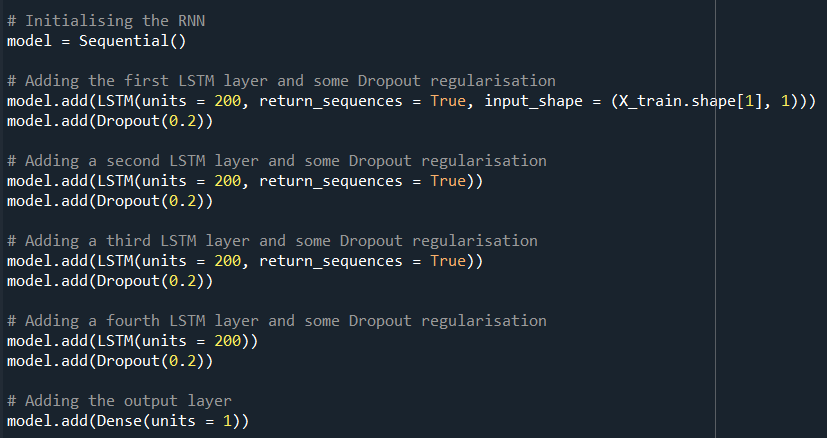 # Initialising the RNN
model = Sequential()
# Adding the first LSTM layer and some Dropout regularisation
model.add(LSTM(units = 200, return_sequences = True, input_shape = (X_train.shape[1], 1)))
model.add(Dropout(0.2))
# Adding a second LSTM layer and some Dropout regularisation
model.add(LSTM(units = 200, return_sequences = True))
model.add(Dropout(0.2))
# Adding a third LSTM layer and some Dropout regularisation
model.add(LSTM(units = 200, return_sequences = True))
model.add(Dropout(0.2))
# Adding a fourth LSTM layer and some Dropout regularisation
model.add(LSTM(units = 200))
model.add(Dropout(0.2))
# Adding the output layer
model.add(Dense(units = 1))